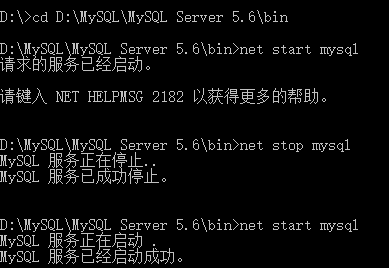 D:\>cd D:\MySQL\MySQL Server 5.6\bin
D:\MySQL\MySQL Server 5.6\bin>net start mysql
请求的服务已经启动。
请键入 NET HELPMSG 2182 以获得更多的帮助。
D:\MySQL\MySQL Server 5.6\bin>net stop mysql
MySQL 服务正在停止..
MySQL 服务已成功停止。
D:\MySQL\MySQL Server 5.6\bin>net start mysql
MySQL 服务正在启动 .
MySQL 服务已经启动成功。